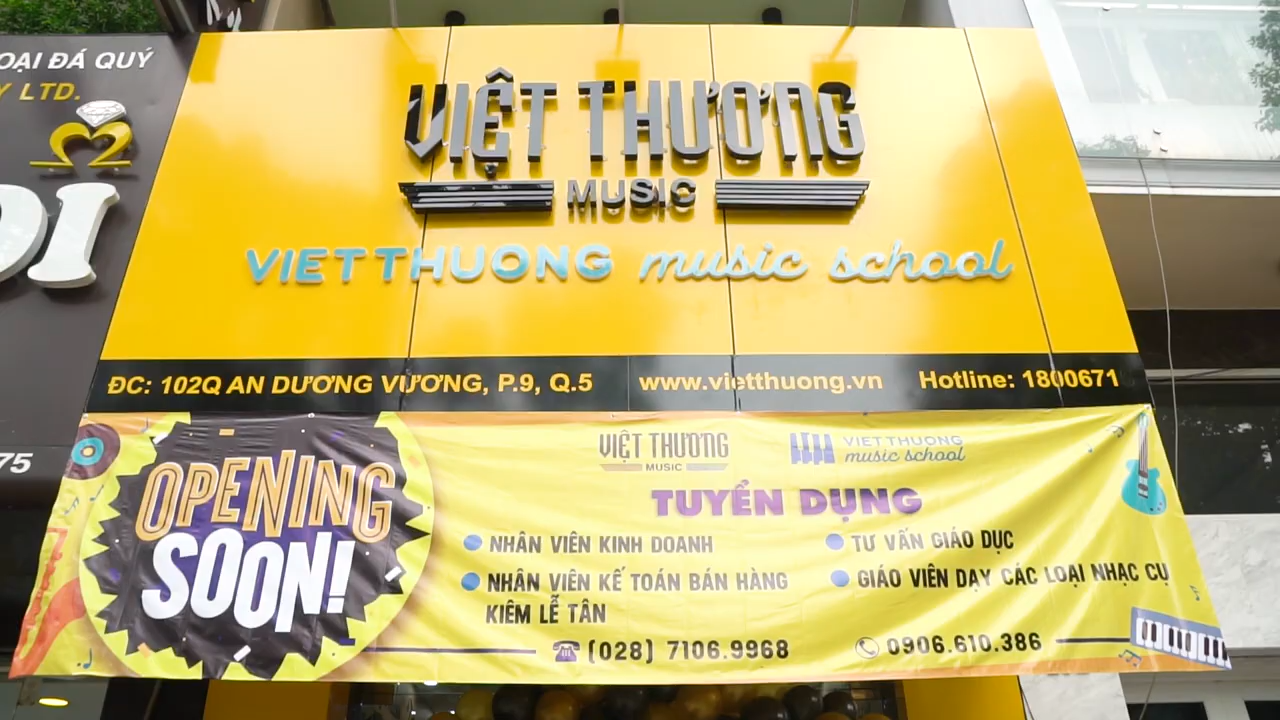 OẠI ĐÁ QUÝ
Y LTD.
DI
75
VIỆT THƯƠNG
MUSIC
VIETTHUONG music school
ĐC: 102Q AN DƯƠNG VƯƠNG, P.9, Q.5
www.vietthuong.vn
Hotline: 1800671
OPENING
SOON!
VIỆT THƯƠNG
MUSIC
VIETTHUONG
music school
TUYỂN DỤNG
NHÂN VIÊN KINH DOANH
NHÂN VIÊN KẾ TOÁN BÁN HÀNG
KIÊM LỄ TÂN
TƯ VẤN GIÁO DỤC
GIÁO VIÊN DẠY CÁC LOẠI NHẠC CỤ
(028) 7106.9968
0906.610.386